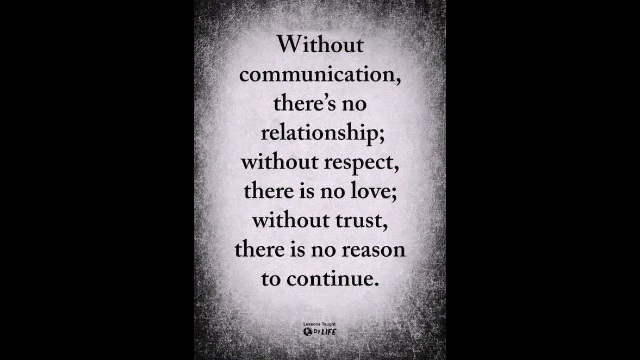 Without
communication,
there's no
relationship;
without respect,
there is no love;
without trust,
there is no reason
to continue.
Lessons Taught
By LIFE